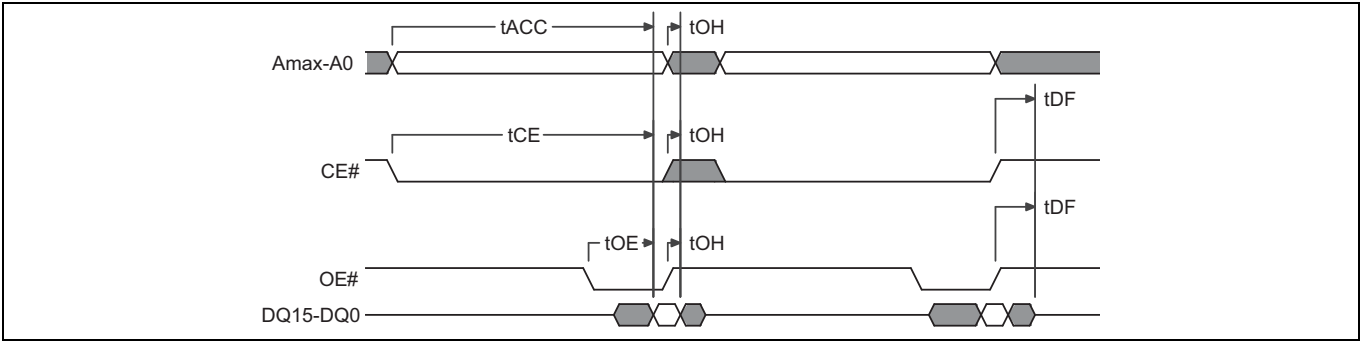 tACC
tOH
Amax-A0
tDF
tCE
tOH
CE#
tDF
tOE
tOH
OE#
DQ15-DQ0